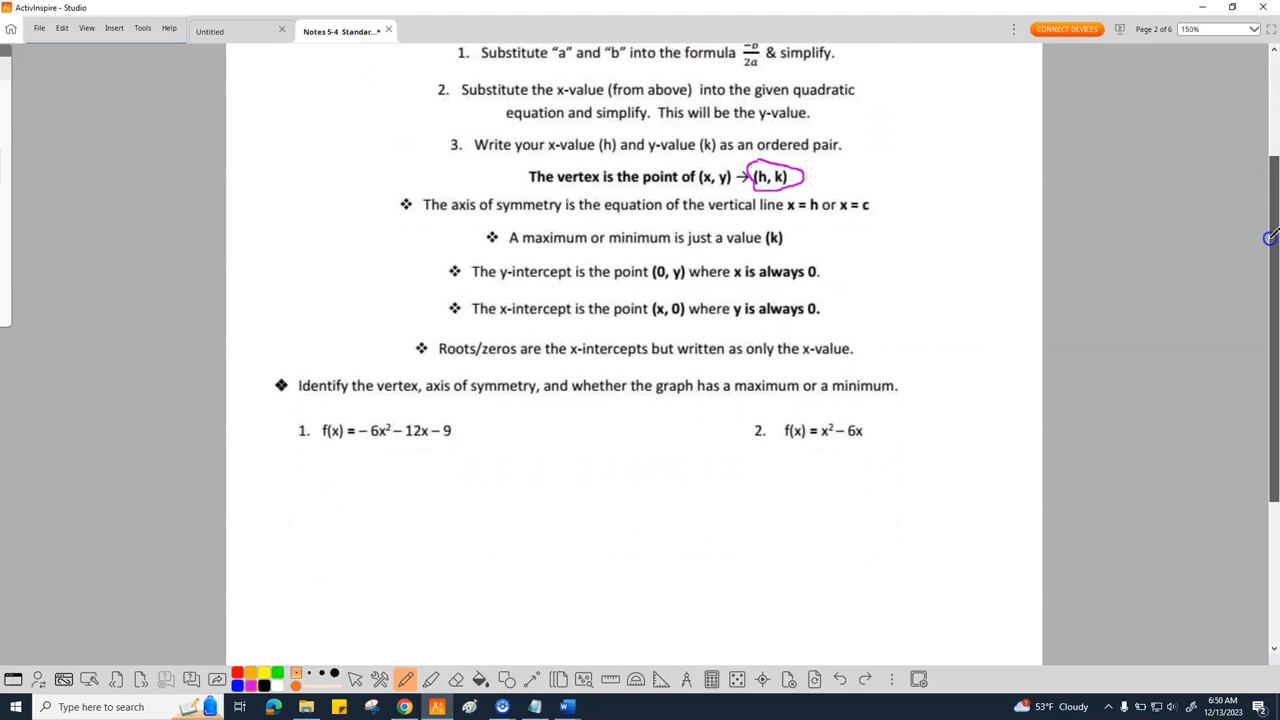 ActivInspire - Studio
File Edit View Insert Tools Help
Untitled
Notes 5-4 Standar...*
CONNECT DEVICES
Page 2 of 6
150%
1. Substitute “a” and “b” into the formula −b/2a & simplify.
2. Substitute the x-value (from above) into the given quadratic
equation and simplify. This will be the y-value.
3. Write your x-value (h) and y-value (k) as an ordered pair.
The vertex is the point of (x, y) → (h, k)
❖ The axis of symmetry is the equation of the vertical line x = h or x = c
❖ A maximum or minimum is just a value (k)
❖ The y-intercept is the point (0, y) where x is always 0.
❖ The x-intercept is the point (x, 0) where y is always 0.
❖ Roots/zeros are the x-intercepts but written as only the x-value.
❖ Identify the vertex, axis of symmetry, and whether the graph has a maximum or a minimum.
1. f(x) = – 6x² – 12x – 9
2. f(x) = x² – 6x
Type here to search
53°F Cloudy
6:50 AM
12/13/2023